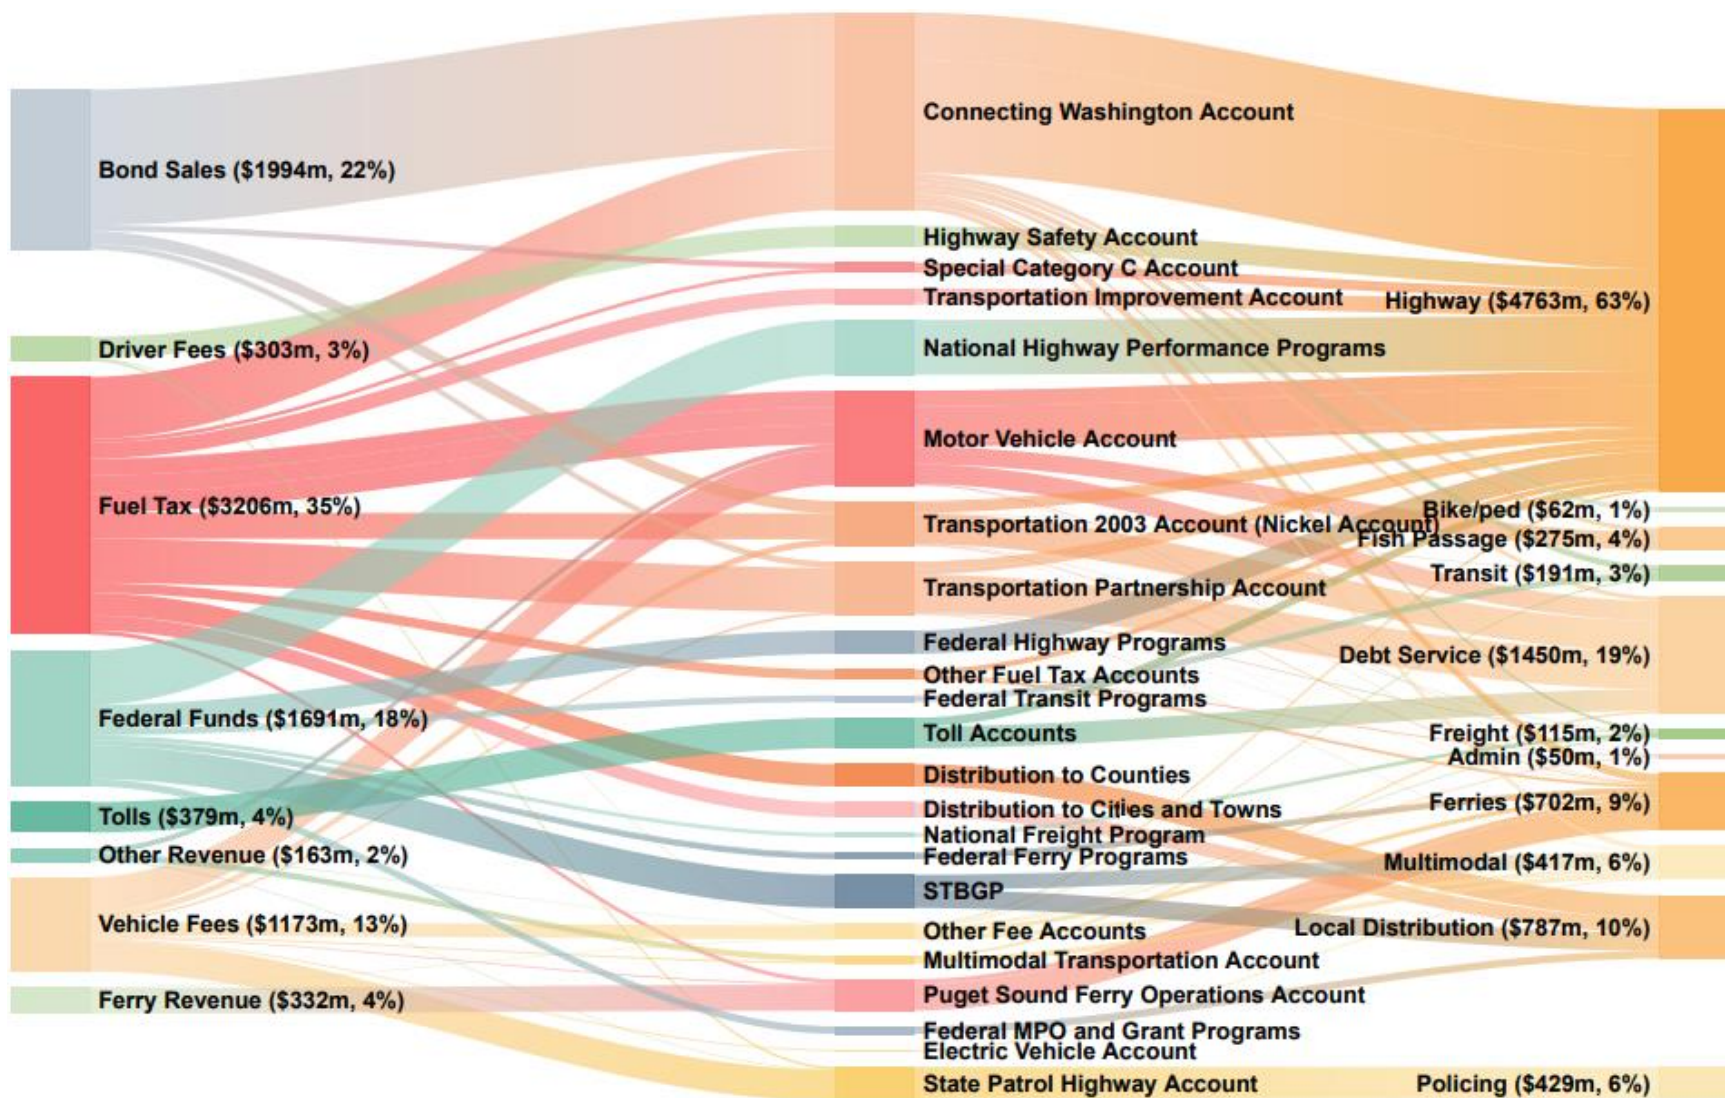 Bond Sales ($1994m, 22%)
Driver Fees ($303m, 3%)
Fuel Tax ($3206m, 35%)
Federal Funds ($1691m, 18%)
Tolls ($379m, 4%)
Other Revenue ($163m, 2%)
Vehicle Fees ($1173m, 13%)
Ferry Revenue ($332m, 4%)
Connecting Washington Account
Highway Safety Account
Special Category C Account
Transportation Improvement Account
National Highway Performance Programs
Motor Vehicle Account
Transportation 2003 Account (Nickel Account)
Transportation Partnership Account
Federal Highway Programs
Other Fuel Tax Accounts
Federal Transit Programs
Toll Accounts
Distribution to Counties
Distribution to Cities and Towns
National Freight Program
Federal Ferry Programs
STBGP
Other Fee Accounts
Multimodal Transportation Account
Puget Sound Ferry Operations Account
Federal MPO and Grant Programs
Electric Vehicle Account
State Patrol Highway Account
Highway ($4763m, 63%)
Bike/ped ($62m, 1%)
Fish Passage ($275m, 4%)
Transit ($191m, 3%)
Debt Service ($1450m, 19%)
Freight ($115m, 2%)
Admin ($50m, 1%)
Ferries ($702m, 9%)
Multimodal ($417m, 6%)
Local Distribution ($787m, 10%)
Policing ($429m, 6%)